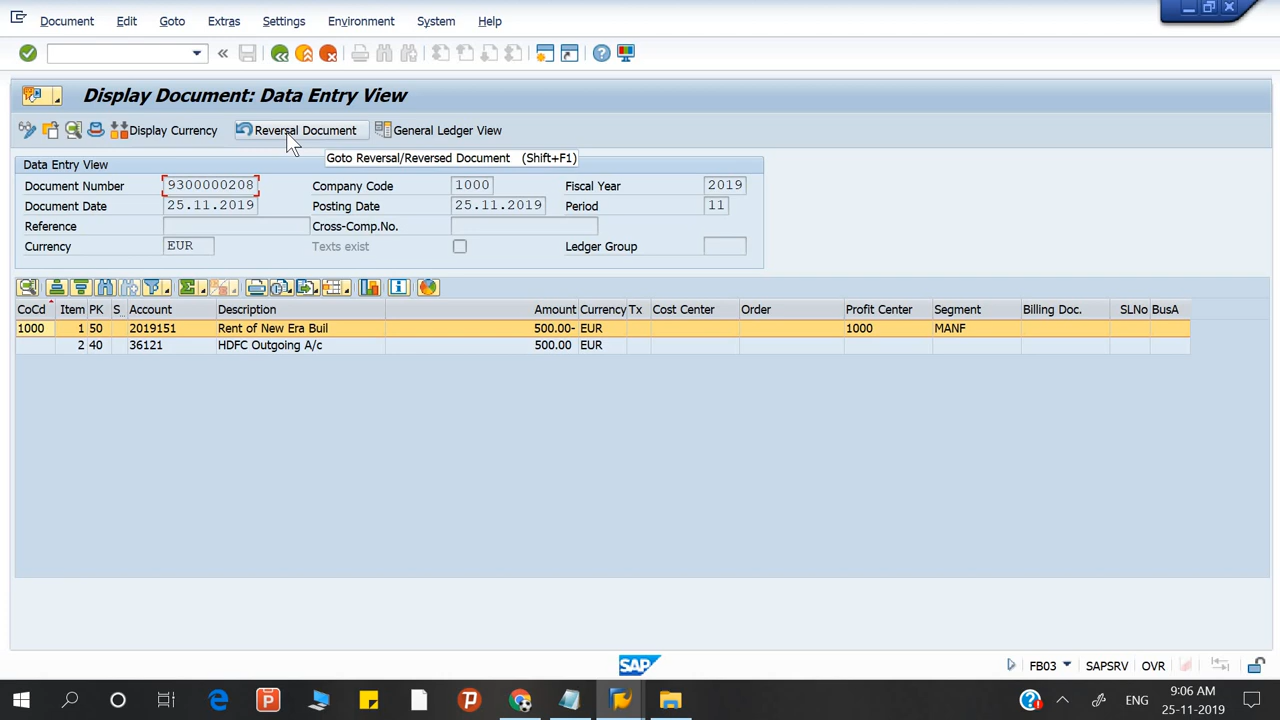 Document Edit Goto Extras Settings Environment System Help
Display Document: Data Entry View
Display Currency Reversal Document General Ledger View
Goto Reversal/Reversed Document (Shift+F1)
Data Entry View
Document Number 9300000208 Company Code 1000 Fiscal Year 2019
Document Date 25.11.2019 Posting Date 25.11.2019 Period 11
Reference Cross-Comp.No.
Currency EUR Texts exist Ledger Group
CoCd Item PK S... Account Description Amount Currency Tx Cost Center Order Profit Center Segment Billing Doc. SLNo BusA
1000 1 50 2019151 Rent of New Era Buil 500.00- EUR 1000 MANF
2 40 36121 HDFC Outgoing A/c 500.00 EUR
SAP
FB03 SAPSRV OVR
ENG 9:06 AM
25-11-2019